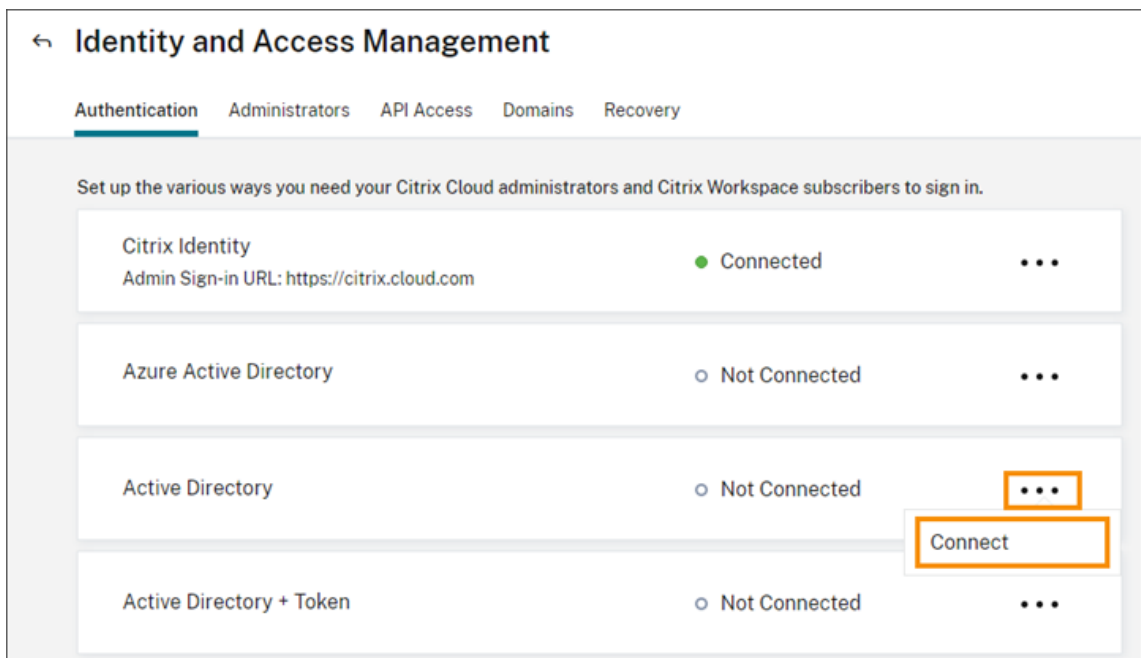 Identity and Access Management
Authentication Administrators API Access Domains Recovery
Set up the various ways you need your Citrix Cloud administrators and Citrix Workspace subscribers to sign in.
Citrix Identity
Admin Sign-in URL: https://citrix.cloud.com
Connected
Azure Active Directory
Not Connected
Active Directory
Not Connected
Connect
Active Directory + Token
Not Connected